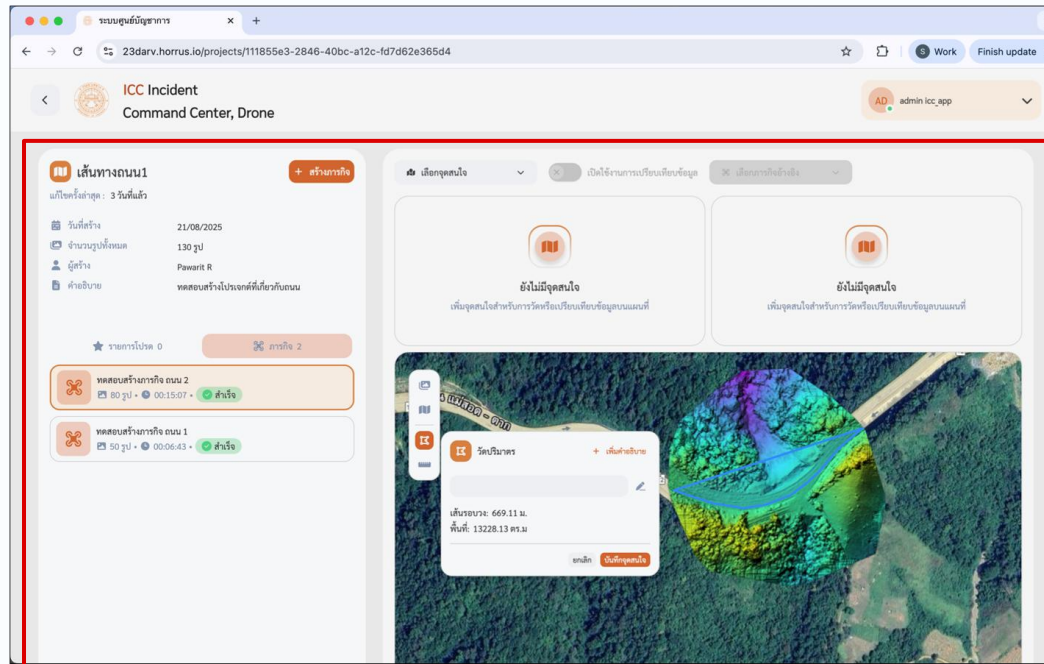 ระบบศูนย์บัญชาการ
23darv.horrus.io/projects/111855e3-2846-40bc-a12c-fd7d62e365d4
S Work
Finish update
ICC Incident
Command Center, Drone
AD admin icc_app
เส้นทางถนน1
+ สร้างภารกิจ
แก้ไขครั้งล่าสุด : 3 วันที่แล้ว
วันที่สร้าง 21/08/2025
จำนวนรูปทั้งหมด 130 รูป
ผู้สร้าง Pawarit R
คำอธิบาย ทดสอบสร้างโปรเจกต์ที่เกี่ยวกับถนน
รายการโปรด 0
ภารกิจ 2
ทดสอบสร้างภารกิจ ถนน 2
80 รูป • 00:15:07 • สำเร็จ
ทดสอบสร้างภารกิจ ถนน 1
50 รูป • 00:06:43 • สำเร็จ
เลือกจุดสนใจ
เปิดใช้งานการเปรียบเทียบข้อมูล
เลือกภารกิจอ้างอิง
ยังไม่มีจุดสนใจ
เพิ่มจุดสนใจสำหรับการวัดหรือเปรียบเทียบข้อมูลบนแผนที่
ยังไม่มีจุดสนใจ
เพิ่มจุดสนใจสำหรับการวัดหรือเปรียบเทียบข้อมูลบนแผนที่
แม่สอด - ตาก
วัดปริมาตร
+ เพิ่มคำอธิบาย
เส้นรอบวง: 669.11 ม.
พื้นที่: 13228.13 ตร.ม
ยกเลิก
บันทึกจุดสนใจ